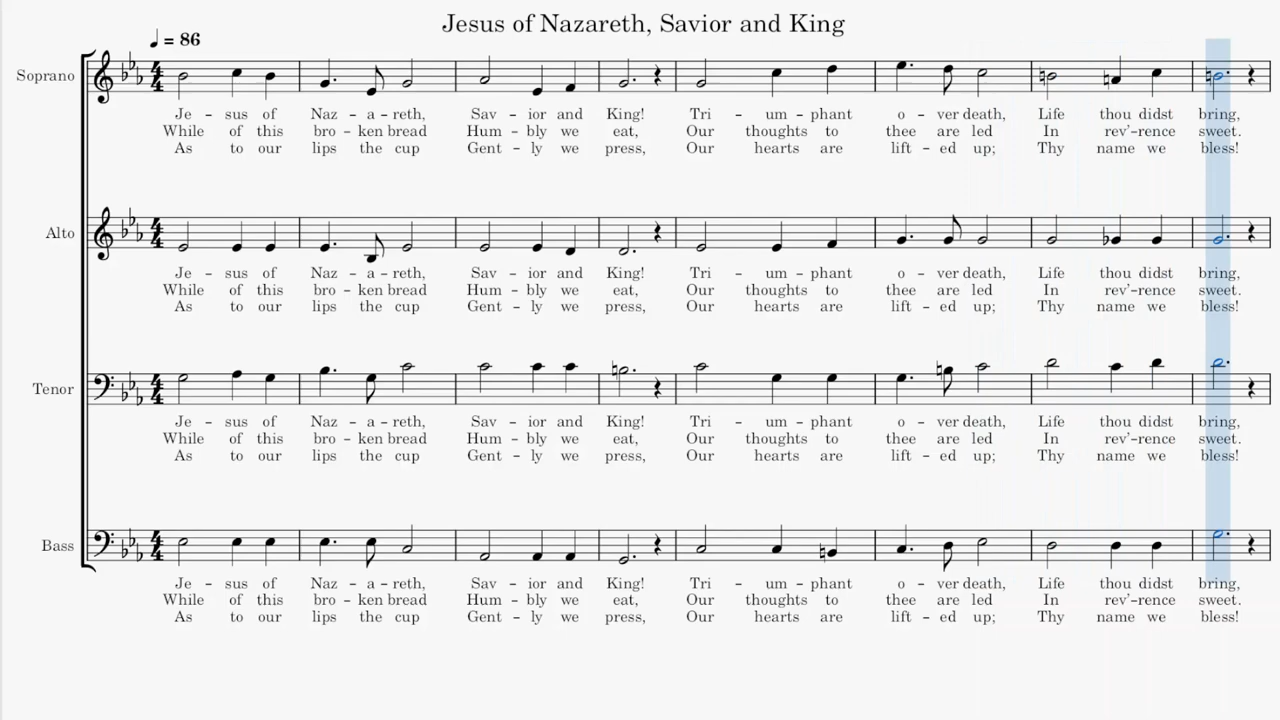 Jesus of Nazareth, Savior and King
= 86
Soprano
Je - sus of Naz - a - reth, Sav - ior and King! Tri - um - phant o - ver death, Life thou didst bring,
While of this bro - ken bread Hum - bly we eat, Our thoughts to thee are led In rev'-rence sweet.
As to our lips the cup Gent - ly we press, Our hearts are lift - ed up; Thy name we bless!
Alto
Je - sus of Naz - a - reth, Sav - ior and King! Tri - um - phant o - ver death, Life thou didst bring,
While of this bro - ken bread Hum - bly we eat, Our thoughts to thee are led In rev'-rence sweet.
As to our lips the cup Gent - ly we press, Our hearts are lift - ed up; Thy name we bless!
Tenor
Je - sus of Naz - a - reth, Sav - ior and King! Tri - um - phant o - ver death, Life thou didst bring,
While of this bro - ken bread Hum - bly we eat, Our thoughts to thee are led In rev'-rence sweet.
As to our lips the cup Gent - ly we press, Our hearts are lift - ed up; Thy name we bless!
Bass
Je - sus of Naz - a - reth, Sav - ior and King! Tri - um - phant o - ver death, Life thou didst bring,
While of this bro - ken bread Hum - bly we eat, Our thoughts to thee are led In rev'-rence sweet.
As to our lips the cup Gent - ly we press, Our hearts are lift - ed up; Thy name we bless!